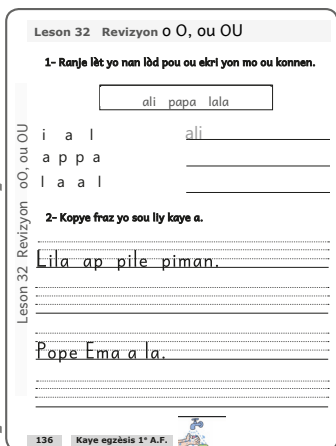 Leson 32 Revizyon o O, ou OU
1- Ranje lèt yo nan lòd pou ou ekri yon mo ou konnen.
ali papa lala
i a l ali
a p p a
l a a l
2- Kopye fraz yo sou liy kaye a.
Lila ap pile piman.
Pope Ema a la.
136 Kaye egzèsis 1e A.F.
Leson 32 Revizyon oO, ou OU